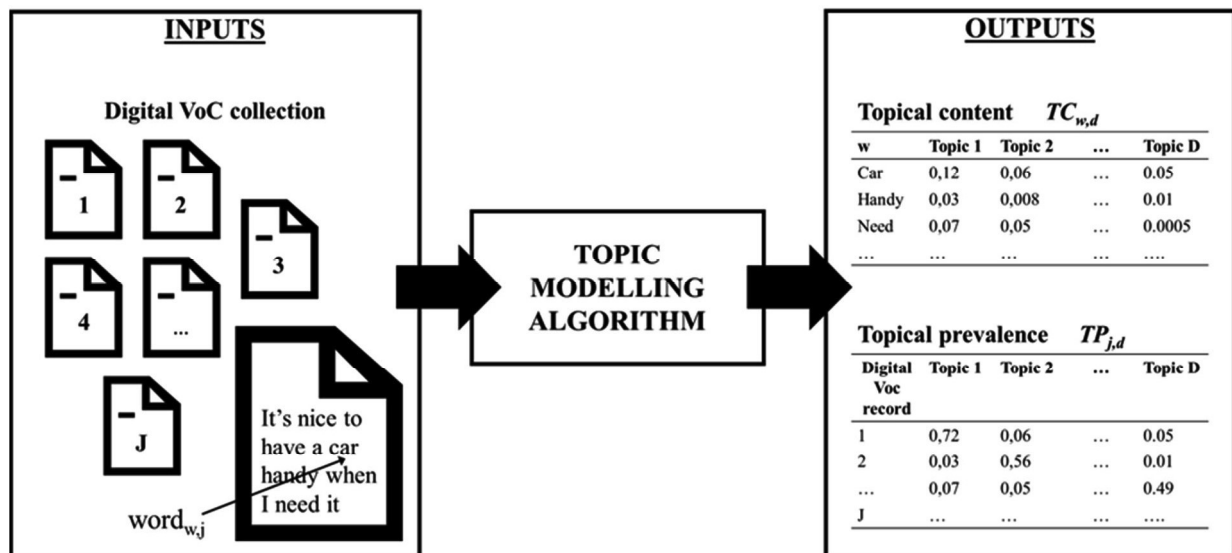 INPUTS
Digital VoC collection
1
2
3
4
...
J
It's nice to
have a car
handy when
I need it
word w,j
TOPIC
MODELLING
ALGORITHM
OUTPUTS
Topical content TC w,d
w Topic 1 Topic 2 ... Topic D
Car 0,12 0,06 ... 0.05
Handy 0,03 0,008 ... 0.01
Need 0,07 0,05 ... 0.0005
... ... ... ... ....
Topical prevalence TP j,d
Digital Topic 1 Topic 2 ... Topic D
Voc
record
1 0,72 0,06 ... 0.05
2 0,03 0,56 ... 0.01
... 0,07 0,05 ... 0.49
J ... ... ... ....